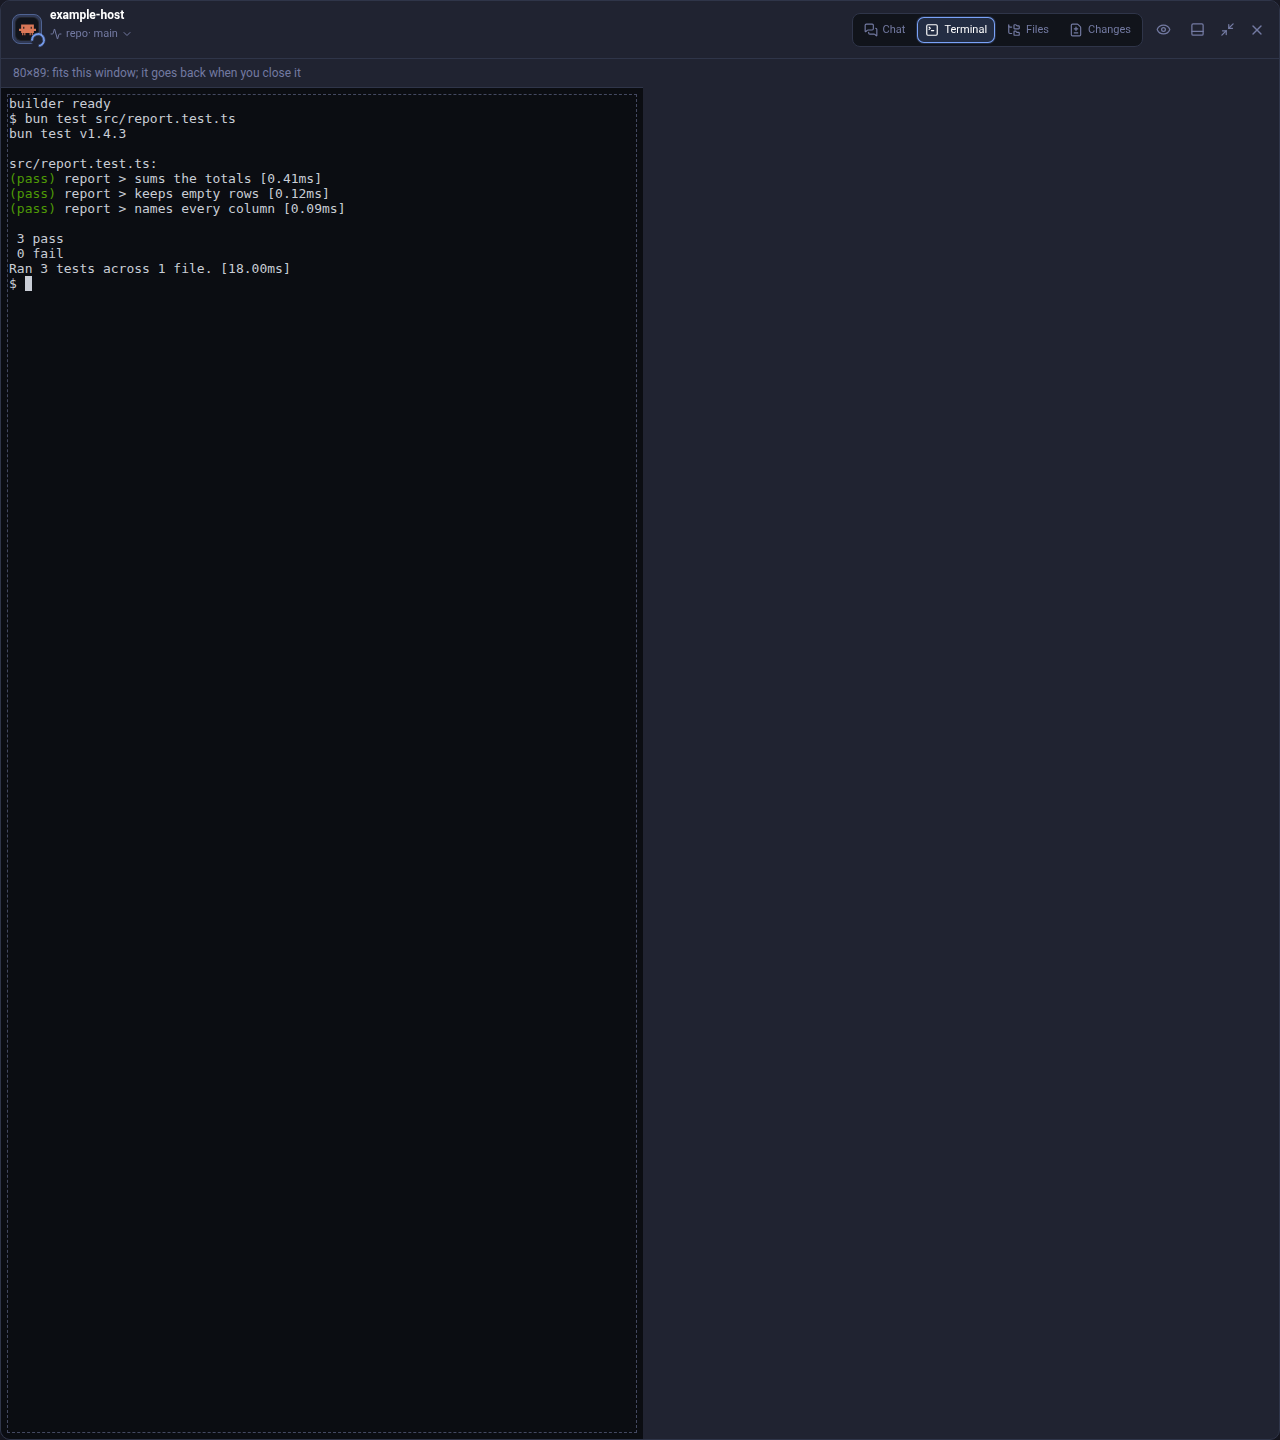 example-host
repo· main
Chat
Terminal
Files
Changes
80×89: fits this window; it goes back when you close it
builder ready
$ bun test src/report.test.ts
bun test v1.4.3
src/report.test.ts:
(pass) report > sums the totals [0.41ms]
(pass) report > keeps empty rows [0.12ms]
(pass) report > names every column [0.09ms]
3 pass
0 fail
Ran 3 tests across 1 file. [18.00ms]
$